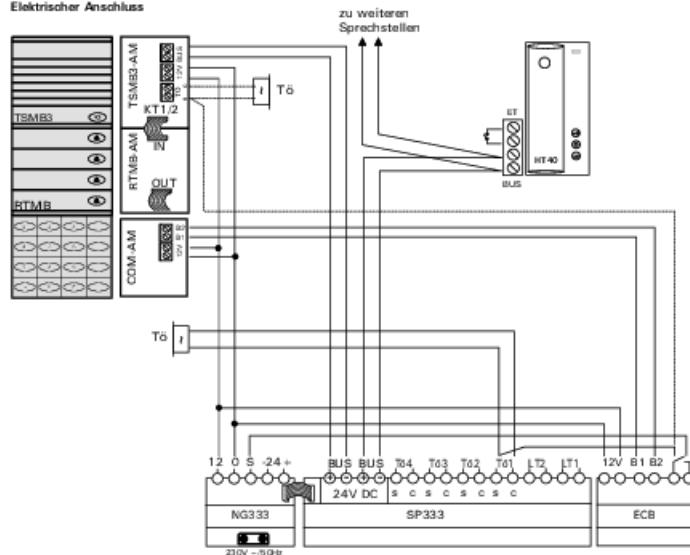 Elektrischer Anschluss
zu weiteren
Sprechstellen
TSMB3
TSMB3-AM
12V BUS
TÖ
KT1/2
IN
RTMB-AM
OUT
RTMB
COM-AM
12V B1 B2
Tö
HT40
ET
BUS
Tö
12 0 S -24+
BUS BUS Tö4 Tö3 Tö2 Tö1 LT2 LT1
12V B1 B2
24V DC
S C S C S C S C
NG333
SP333
ECB
230V ~/50Hz